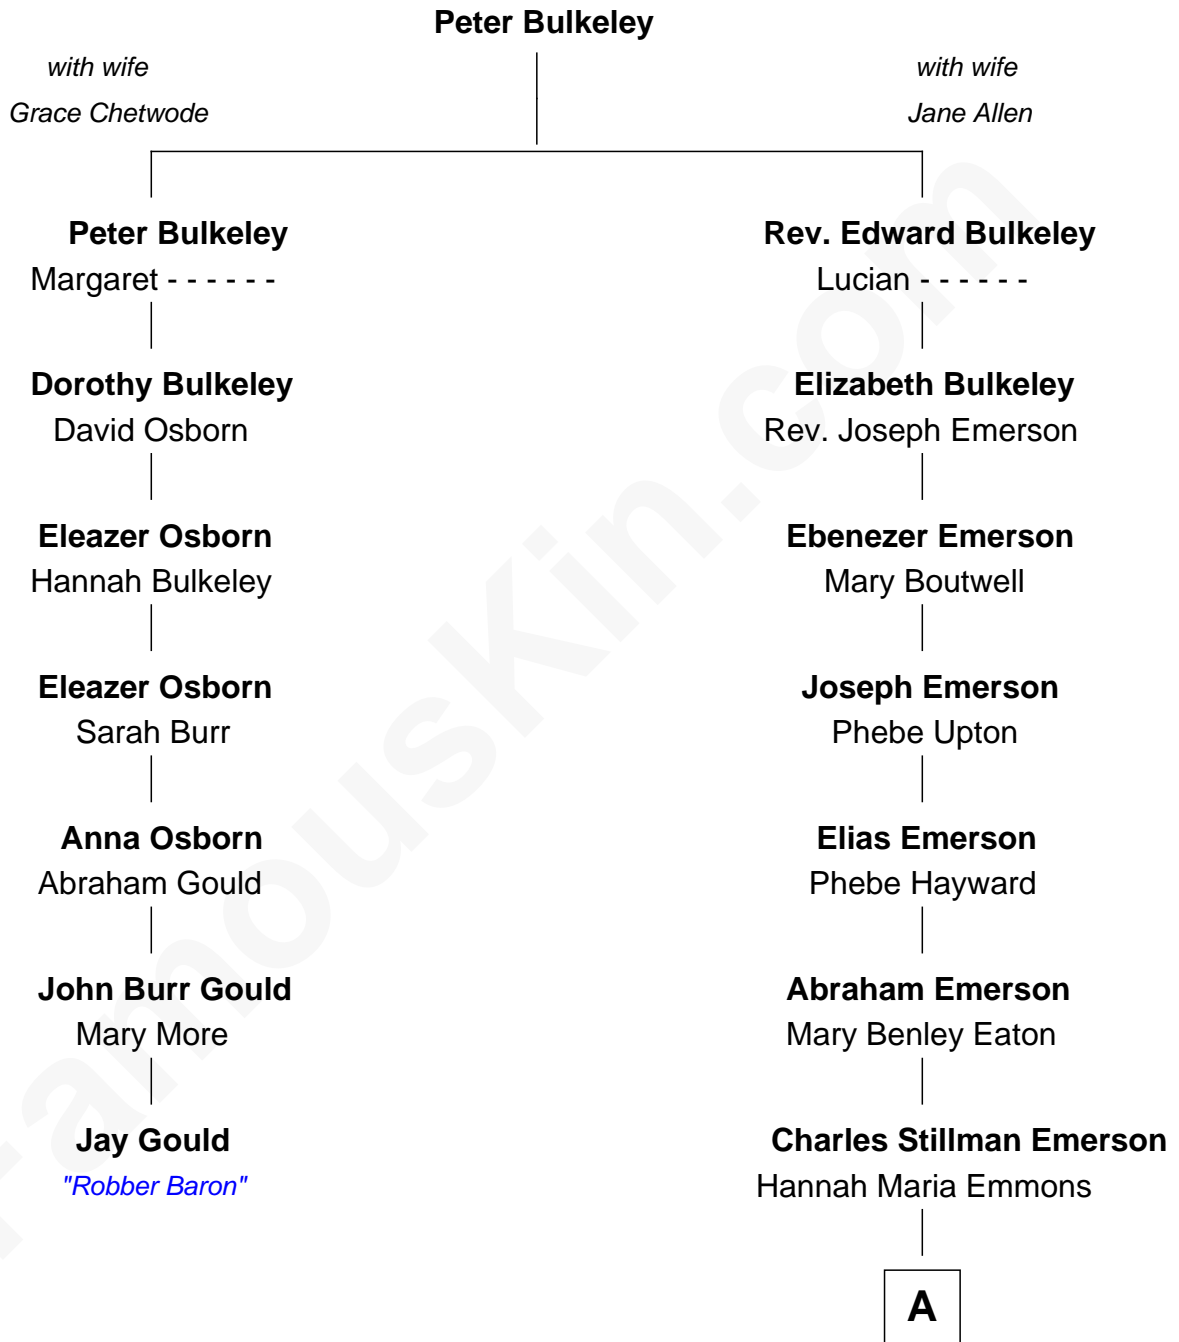 Peter Bulkeley
with wife
Grace Chetwode
with wife
Jane Allen
Peter Bulkeley
Margaret - - - - - -
Rev. Edward Bulkeley
Lucian - - - - - -
Dorothy Bulkeley
David Osborn
Elizabeth Bulkeley
Rev. Joseph Emerson
Eleazer Osborn
Hannah Bulkeley
Ebenezer Emerson
Mary Boutwell
Eleazer Osborn
Sarah Burr
Joseph Emerson
Phebe Upton
Anna Osborn
Abraham Gould
Elias Emerson
Phebe Hayward
John Burr Gould
Mary More
Abraham Emerson
Mary Benley Eaton
Jay Gould
"Robber Baron"
Charles Stillman Emerson
Hannah Maria Emmons
A
FamousKin.com